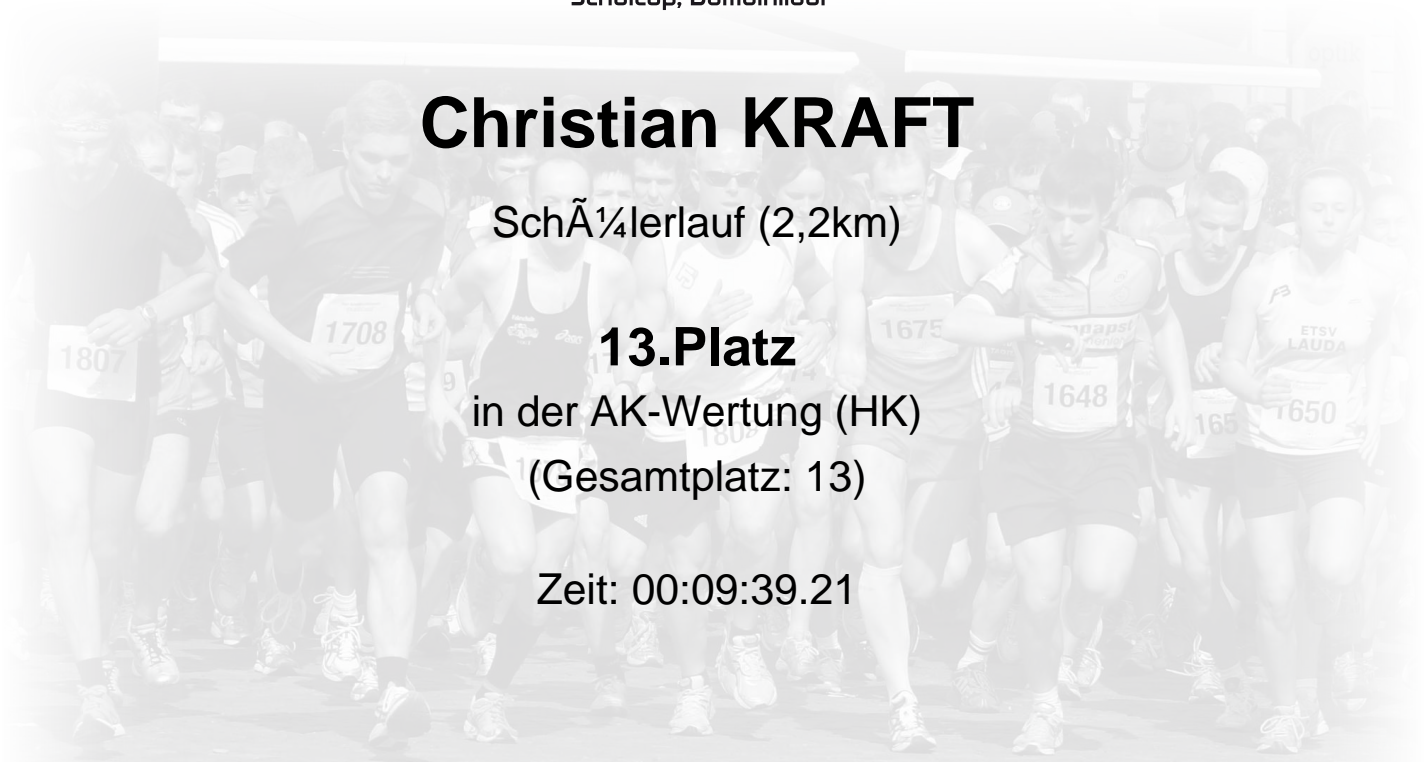 Christian KRAFT
SchÃ¼lerlauf (2,2km)
13.Platz
in der AK-Wertung (HK)
(Gesamtplatz: 13)
Zeit: 00:09:39.21
1807
1708
1675
1648
165
1650
ETSV
LAUDA